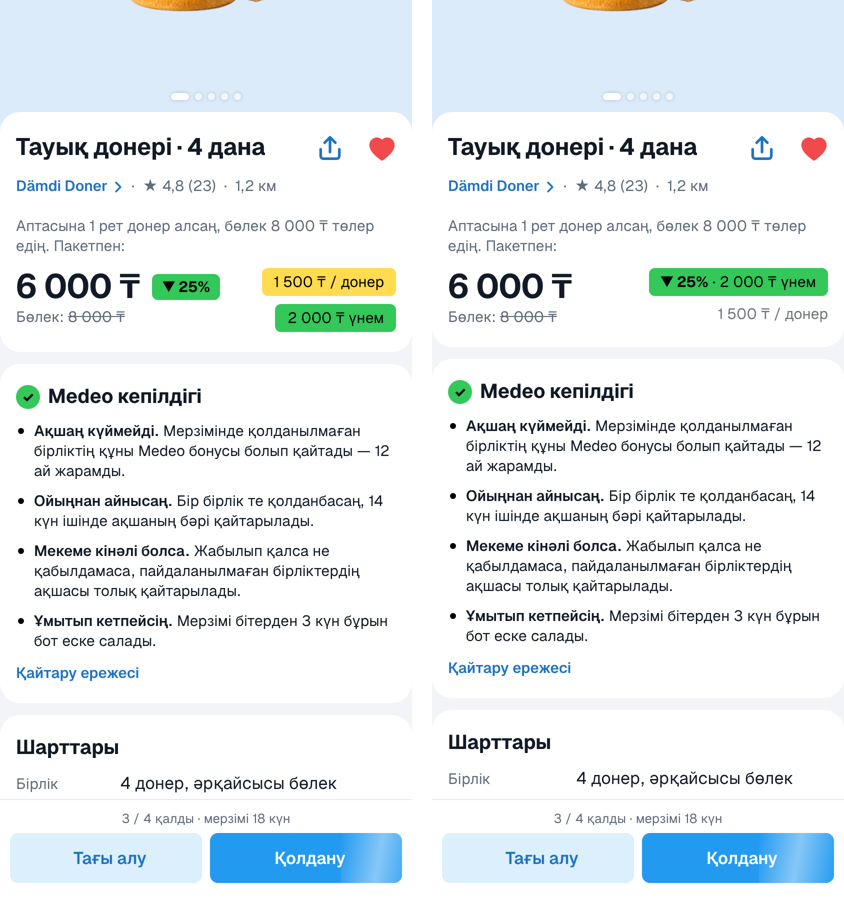 Тауық донері · 4 дана
Dämdi Doner > · ★ 4,8 (23) · 1,2 км
Аптасына 1 рет донер алсаң, бөлек 8 000 ₸ төлер
едің. Пакетпен:
6 000 ₸ ▼ 25% 1 500 ₸ / донер
Бөлек: 8 000 ₸ 2 000 ₸ үнем
Medeo кепілдігі
• Ақшаң күймейді. Мерзімінде қолданылмаған
бірліктің құны Medeo бонусы болып қайтады — 12
ай жарамды.
• Ойыңнан айнысаң. Бір бірлік те қолданбасаң, 14
күн ішінде ақшаның бәрі қайтарылады.
• Мекеме кінәлі болса. Жабылып қалса не
қабылдамаса, пайдаланылмаған бірліктердің
ақшасы толық қайтарылады.
• Ұмытып кетпейсің. Мерзімі бітерден 3 күн бұрын
бот еске салады.
Қайтару ережесі
Шарттары
Бірлік 4 донер, әрқайсысы бөлек
3 / 4 қалды · мерзімі 18 күн
Тағы алу Қолдану
Тауық донері · 4 дана
Dämdi Doner > · ★ 4,8 (23) · 1,2 км
Аптасына 1 рет донер алсаң, бөлек 8 000 ₸ төлер
едің. Пакетпен:
6 000 ₸ ▼ 25% · 2 000 ₸ үнем
Бөлек: 8 000 ₸ 1 500 ₸ / донер
Medeo кепілдігі
• Ақшаң күймейді. Мерзімінде қолданылмаған
бірліктің құны Medeo бонусы болып қайтады — 12
ай жарамды.
• Ойыңнан айнысаң. Бір бірлік те қолданбасаң, 14
күн ішінде ақшаның бәрі қайтарылады.
• Мекеме кінәлі болса. Жабылып қалса не
қабылдамаса, пайдаланылмаған бірліктердің
ақшасы толық қайтарылады.
• Ұмытып кетпейсің. Мерзімі бітерден 3 күн бұрын
бот еске салады.
Қайтару ережесі
Шарттары
Бірлік 4 донер, әрқайсысы бөлек
3 / 4 қалды · мерзімі 18 күн
Тағы алу Қолдану